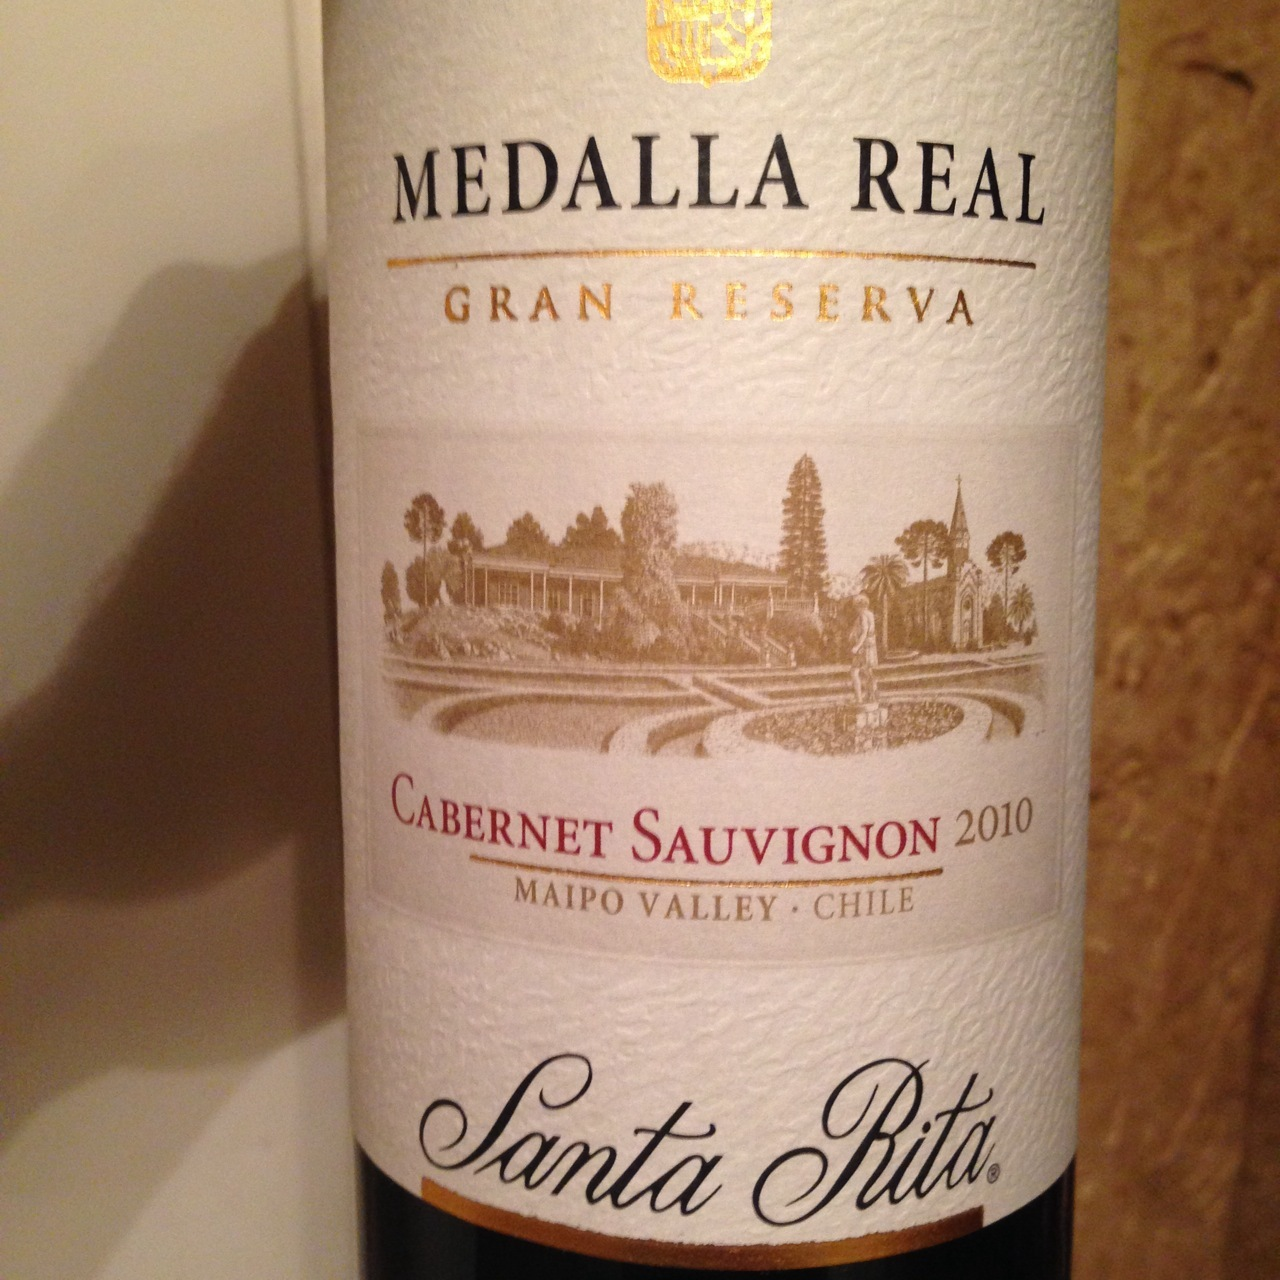 MEDALLA REAL
GRAN RESERVA
CABERNET SAUVIGNON 2010
MAIPO VALLEY · CHILE
Santa Rita®